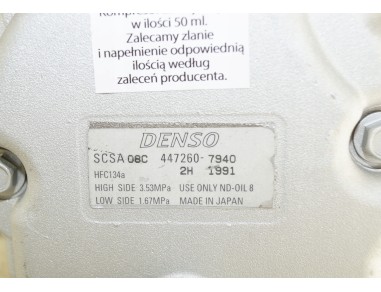 w ilości 50 ml.
Zalecamy zlanie
i napełnienie odpowiednią
ilością według
zaleceń producenta.
DENSO
SCSA 06C 447260-7940
HFC134a 2H 1991
HIGH SIDE 3.53MPa USE ONLY ND-OIL 8
LOW SIDE 1.67MPa MADE IN JAPAN